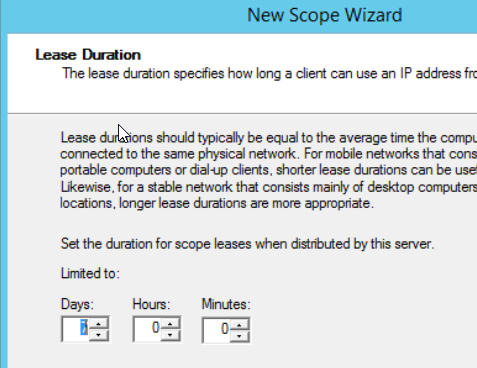 New Scope Wizard
Lease Duration
The lease duration specifies how long a client can use an IP address
Lease durations should typically be equal to the average time the
connected to the same physical network. For mobile networks that
portable computers or dial-up clients, shorter lease durations can be
Likewise, for a stable network that consists mainly of desktop computers
locations, longer lease durations are more appropriate.
Set the duration for scope leases when distributed by this server.
Limited to:
Days: Hours: Minutes:
0 0